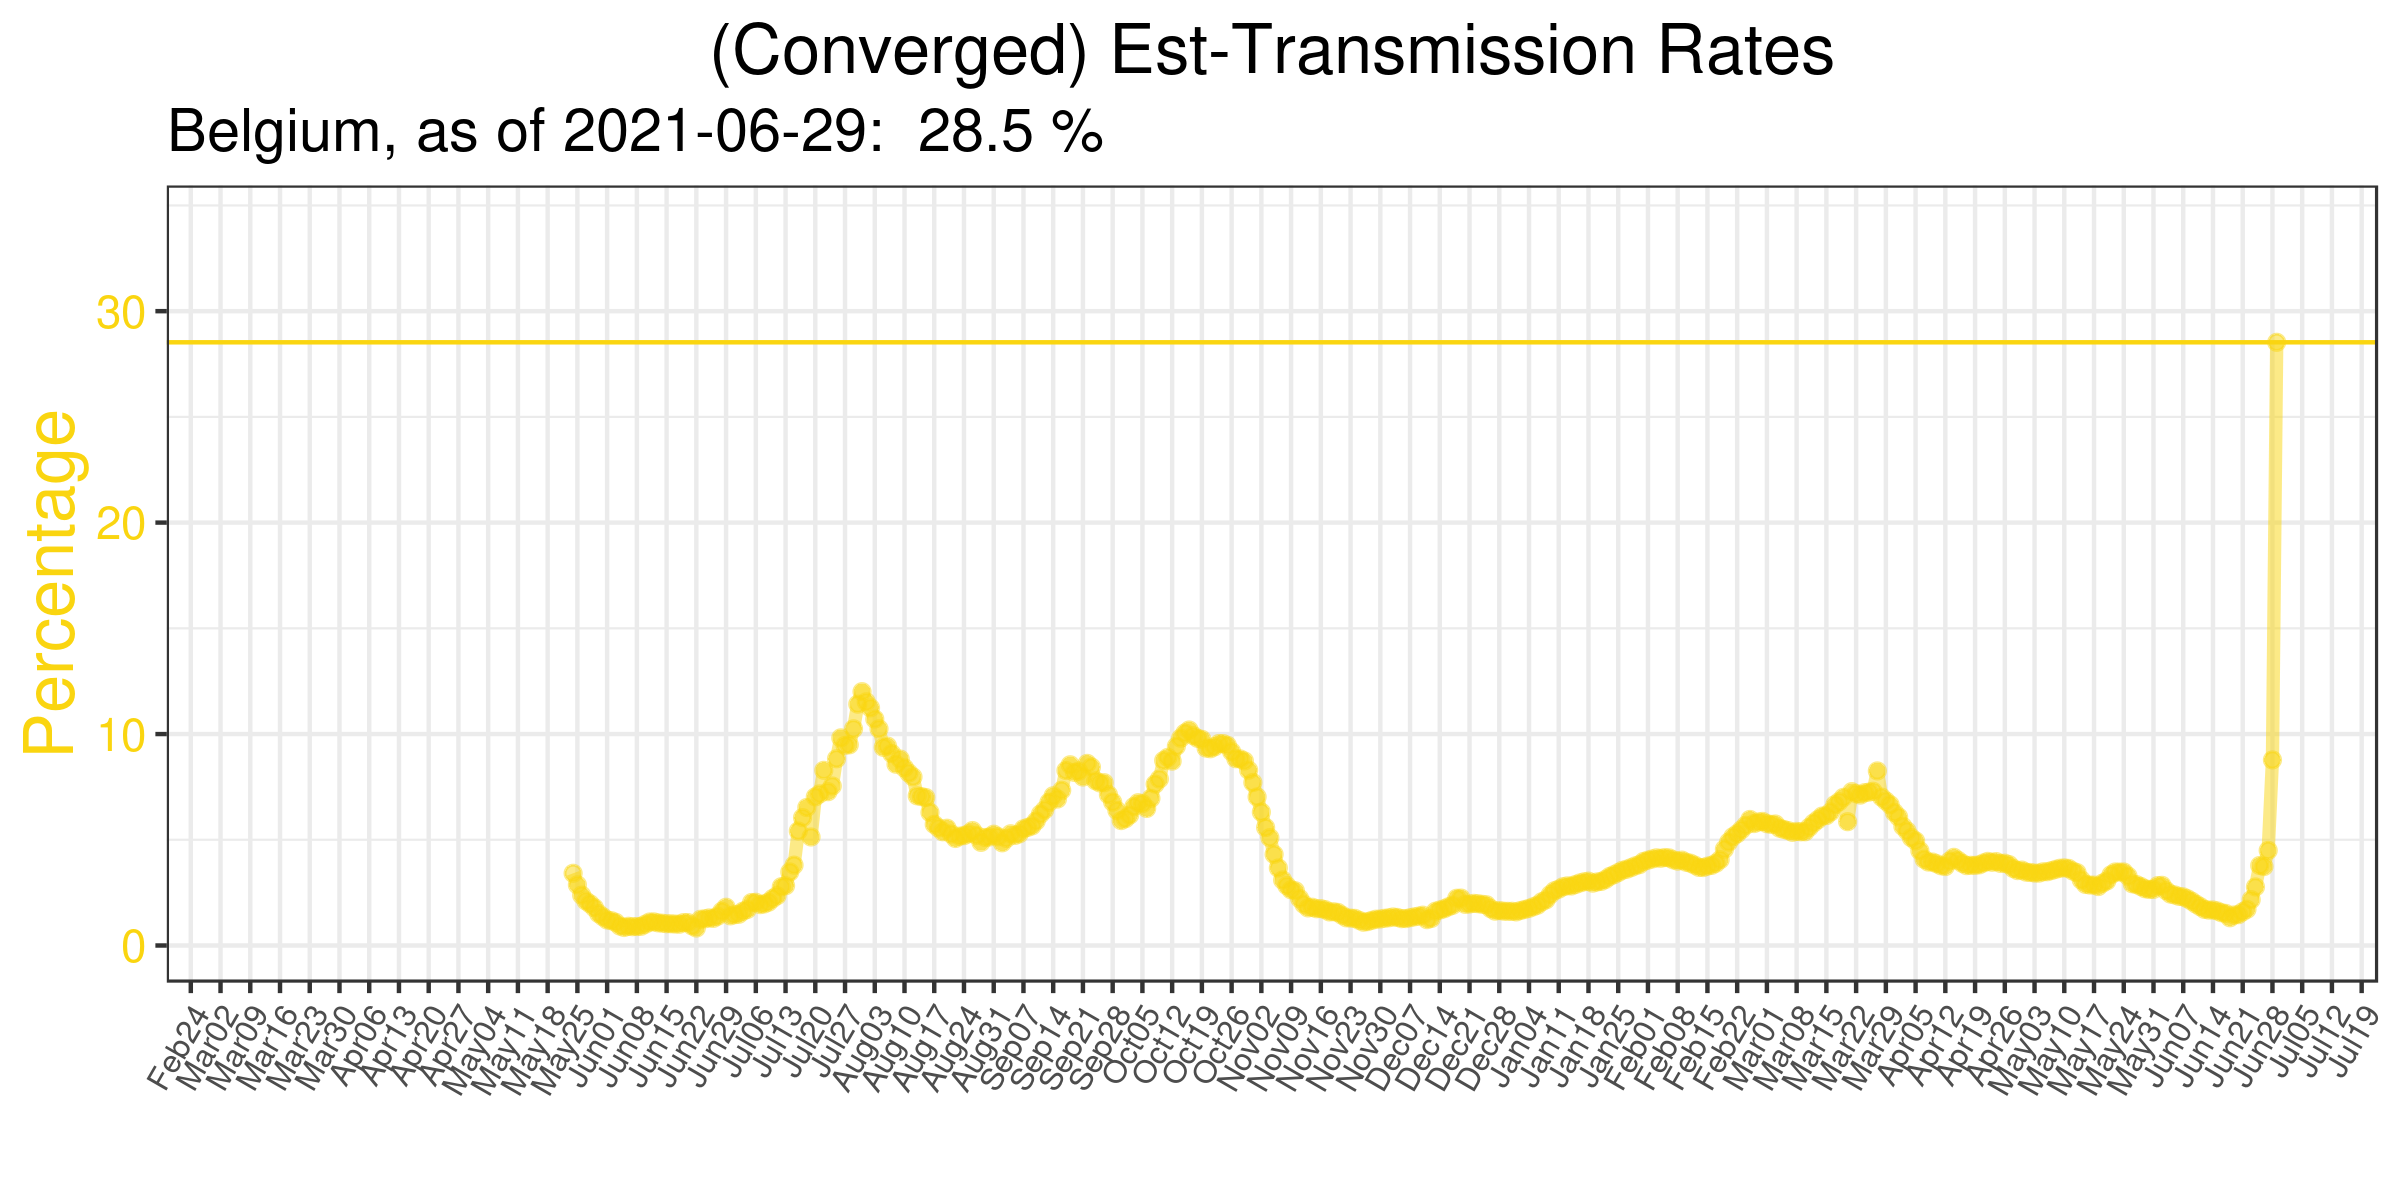 (Converged) Est-Transmission Rates
Belgium, as of 2021-06-29:  28.5 %
Percentage
30
20
10
0
Feb24
Mar02
Mar09
Mar16
Mar23
Mar30
Apr06
Apr13
Apr20
Apr27
May04
May11
May18
May25
Jun01
Jun08
Jun15
Jun22
Jun29
Jul06
Jul13
Jul20
Jul27
Aug03
Aug10
Aug17
Aug24
Aug31
Sep07
Sep14
Sep21
Sep28
Oct05
Oct12
Oct19
Oct26
Nov02
Nov09
Nov16
Nov23
Nov30
Dec07
Dec14
Dec21
Dec28
Jan04
Jan11
Jan18
Jan25
Feb01
Feb08
Feb15
Feb22
Mar01
Mar08
Mar15
Mar22
Mar29
Apr05
Apr12
Apr19
Apr26
May03
May10
May17
May24
May31
May07
Jun14
Jun21
Jun28
Jul05
Jul12
Jul19